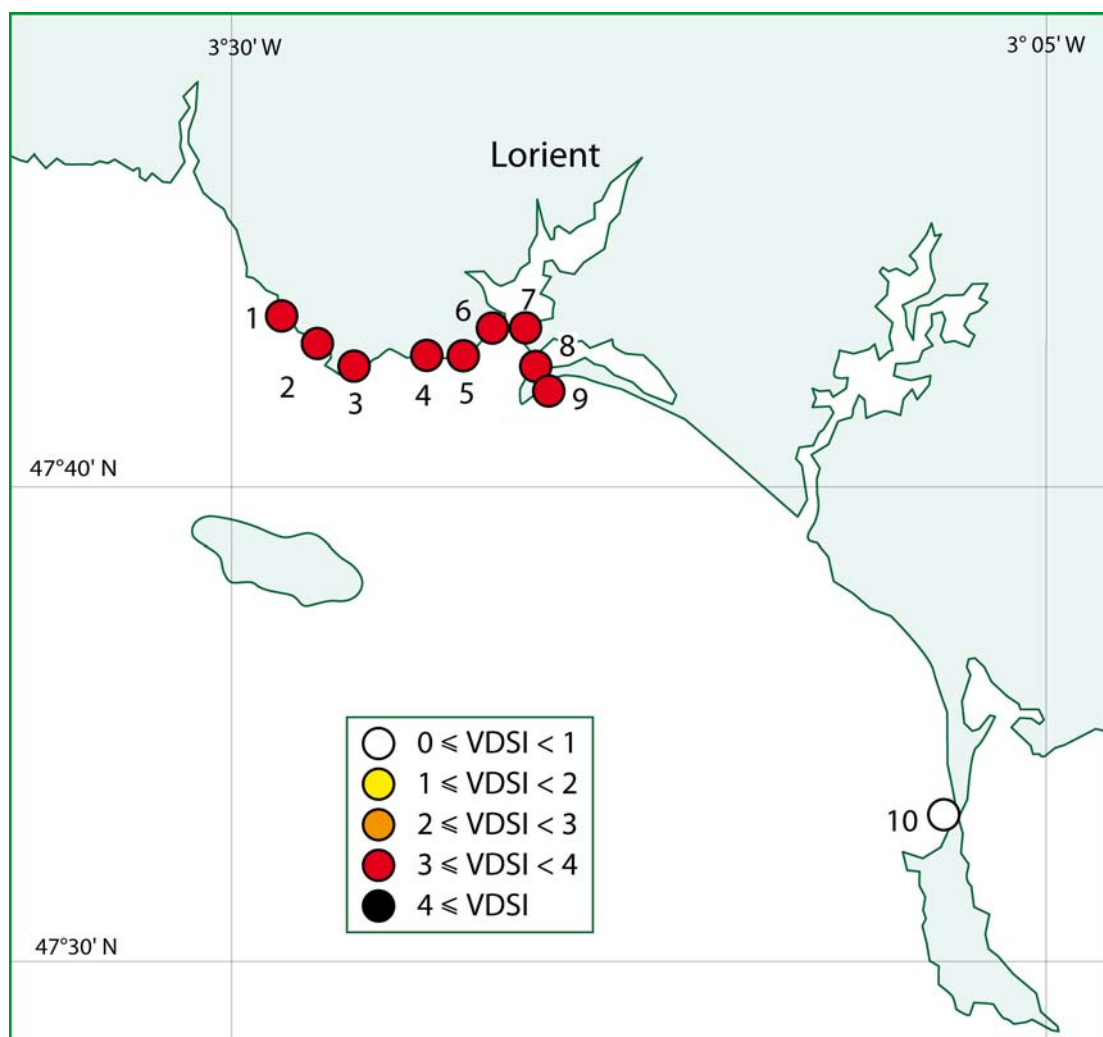 3°30' W
3° 05' W
Lorient
1
2
3
4
5
6
7
8
9
47°40' N
0 ⩽ VDSI < 1
1 ⩽ VDSI < 2
2 ⩽ VDSI < 3
3 ⩽ VDSI < 4
4 ⩽ VDSI
10
47°30' N